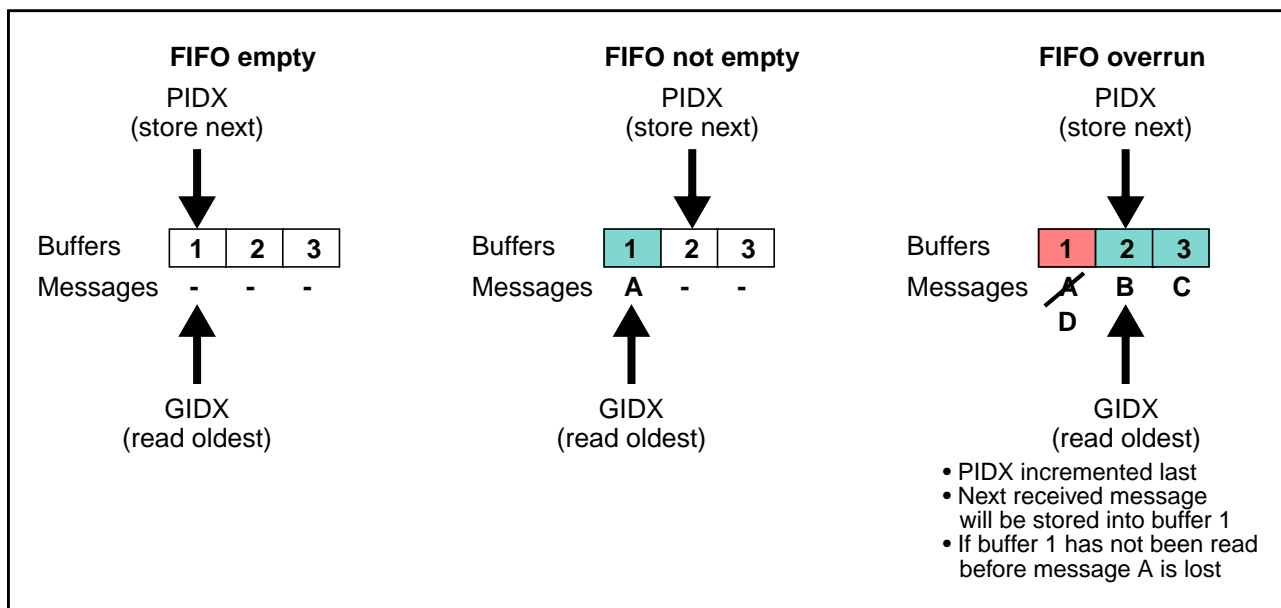 FIFO empty
PIDX
(store next)
Buffers 1 2 3
Messages - - -
GIDX
(read oldest)
FIFO not empty
PIDX
(store next)
Buffers 1 2 3
Messages A - -
GIDX
(read oldest)
FIFO overrun
PIDX
(store next)
Buffers 1 2 3
Messages A B C
D
GIDX
(read oldest)
• PIDX incremented last
• Next received message
will be stored into buffer 1
• If buffer 1 has not been read
before message A is lost